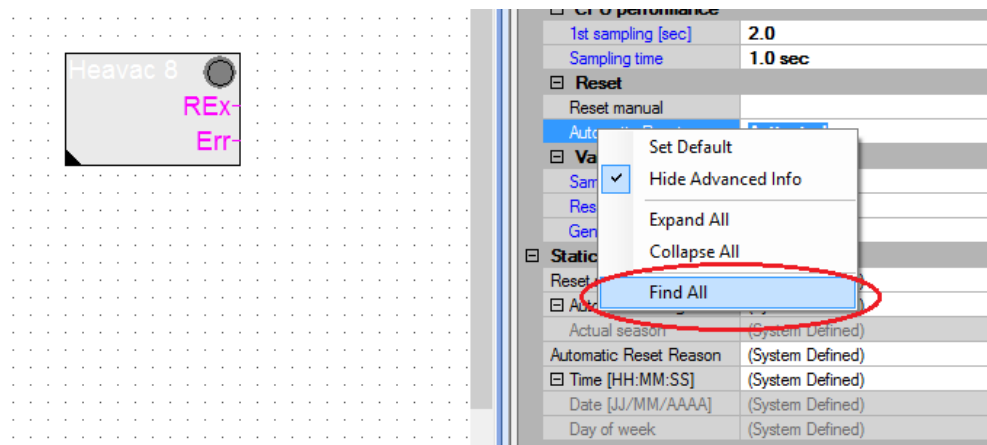 Heavac 8
REx
Err
CPU performance
1st sampling [sec] 2.0
Sampling time 1.0 sec
Reset
Reset manual
Set Default
Hide Advanced Info
Expand All
Collapse All
Find All
Static
Reset
Actual season (System Defined)
Automatic Reset Reason (System Defined)
Time [HH:MM:SS] (System Defined)
Date [JJ/MM/AAAA] (System Defined)
Day of week (System Defined)